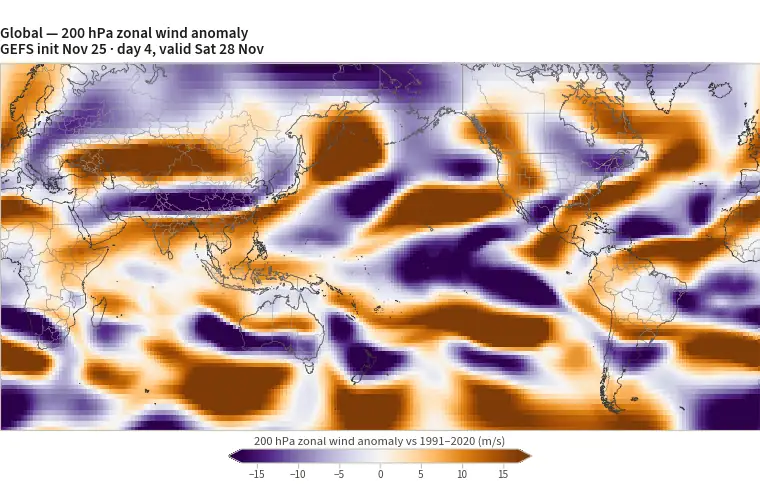 Global — 200 hPa zonal wind anomaly
GEFS init Nov 25 · day 4, valid Sat 28 Nov
200 hPa zonal wind anomaly vs 1991–2020 (m/s)
−15 −10 −5 0 5 10 15